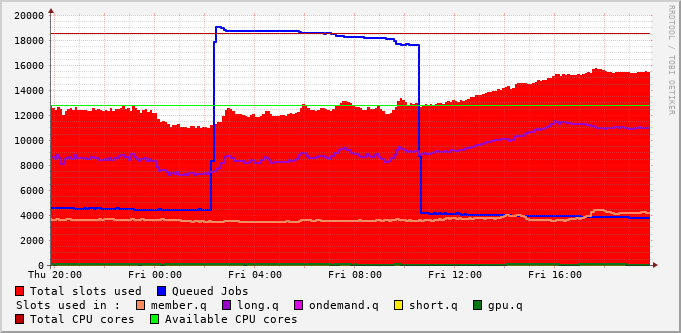 20000
18000
16000
14000
12000
10000
8000
6000
4000
2000
0
Thu 20:00 Fri 00:00 Fri 04:00 Fri 08:00 Fri 12:00 Fri 16:00
Total slots used Queued Jobs
Slots used in : member.q long.q ondemand.q short.q gpu.q
Total CPU cores Available CPU cores
RRDTOOL / TOBI OETIKER